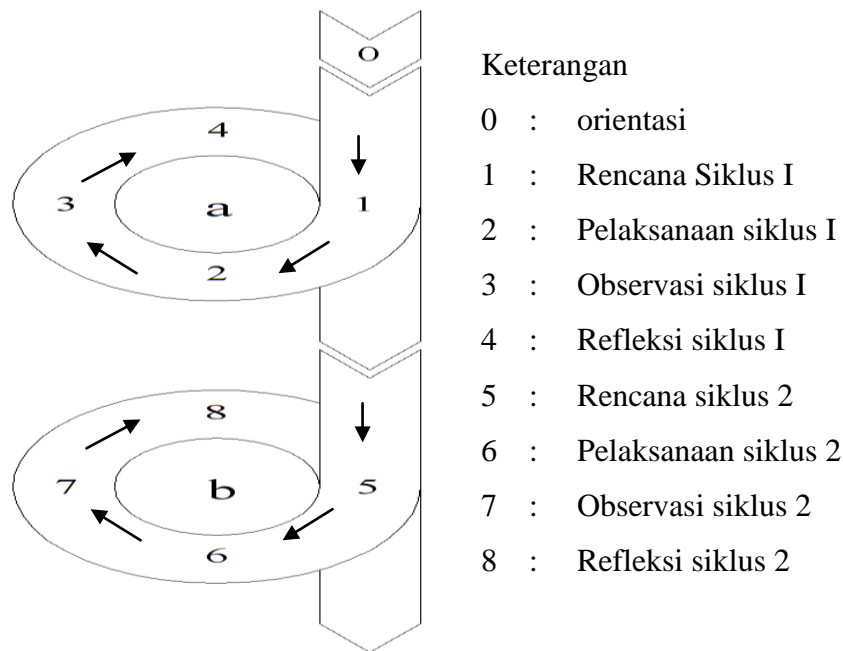 0
4
3
a
1
2
8
7
b
5
6
Keterangan
0 : orientasi
1 : Rencana Siklus I
2 : Pelaksanaan siklus I
3 : Observasi siklus I
4 : Refleksi siklus I
5 : Rencana siklus 2
6 : Pelaksanaan siklus 2
7 : Observasi siklus 2
8 : Refleksi siklus 2